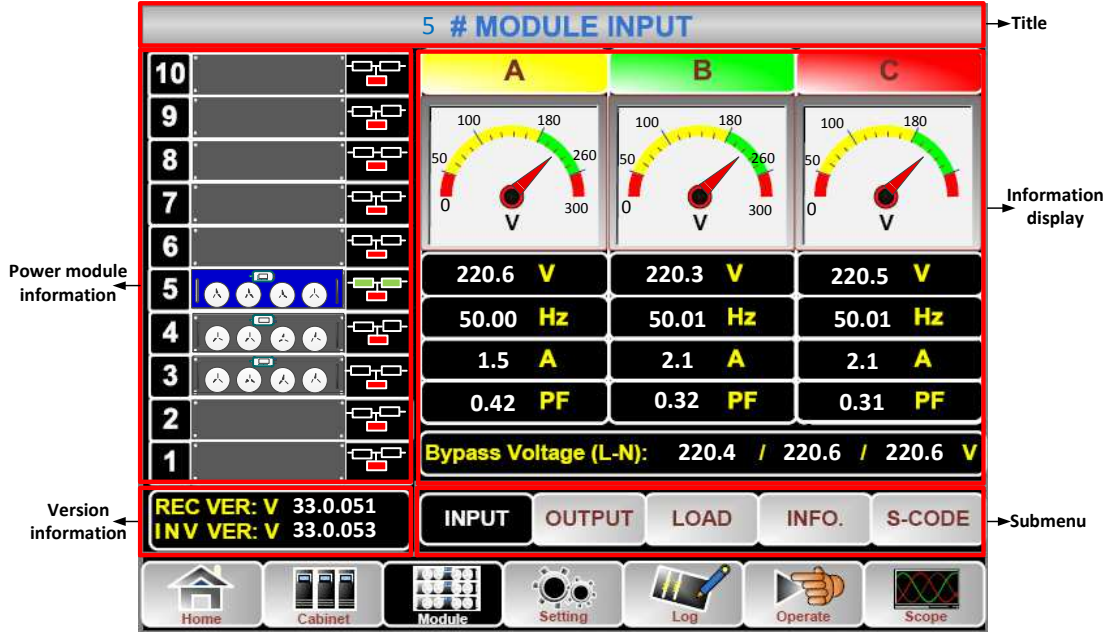 5 # MODULE INPUT
Title
10
9
8
7
6
5
4
3
2
1
Power module
information
A B C
50 100 180 260
0 300
V
50 100 180 260
0 300
V
50 100 180
0
V
Information
display
220.6 V 220.3 V 220.5 V
50.00 Hz 50.01 Hz 50.01 Hz
1.5 A 2.1 A 2.1 A
0.42 PF 0.32 PF 0.31 PF
Bypass Voltage (L-N): 220.4 / 220.6 / 220.6 V
Version
information
REC VER: V 33.0.051
INV VER: V 33.0.053
INPUT OUTPUT LOAD INFO. S-CODE
Submenu
Home Cabinet Module Setting Log Operate Scope